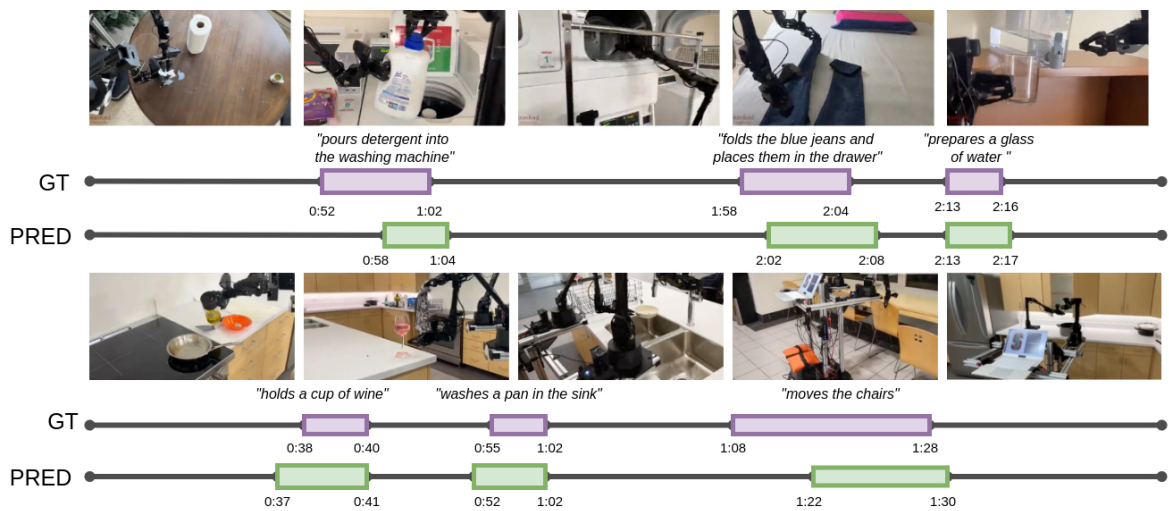 "pours detergent into
the washing machine"
"folds the blue jeans and
places them in the drawer"
"prepares a glass
of water "
GT
0:52
1:02
1:58
2:04
2:13
2:16
PRED
0:58
1:04
2:02
2:08
2:13
2:17
"holds a cup of wine"
"washes a pan in the sink"
"moves the chairs"
GT
0:38
0:40
0:55
1:02
1:08
1:28
PRED
0:37
0:41
0:52
1:02
1:22
1:30